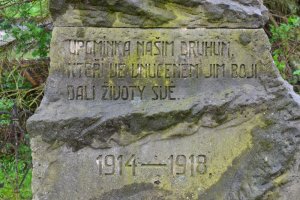 UPOMÍNKA NAŠIM DRUHŮM,
KTEŘÍ VE VNUCENÉM JIM BOJI
DALI ŽIVOTY SVÉ.
1914—1918